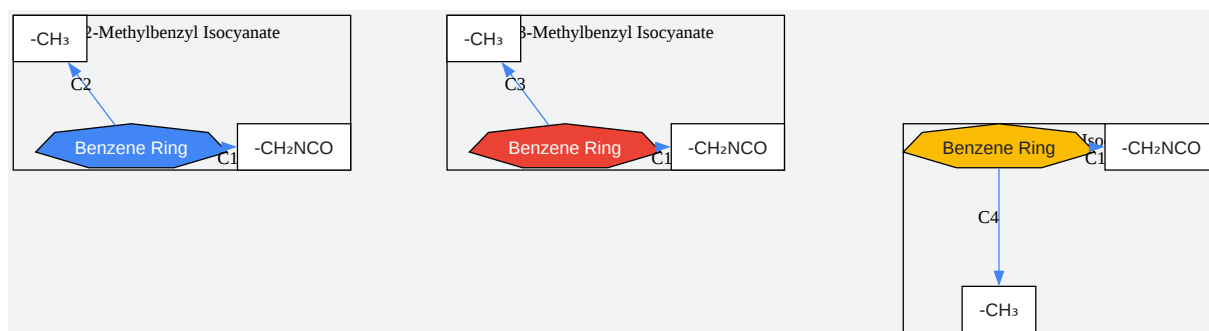 2-Methylbenzyl Isocyanate
-CH₃
C2
Benzene Ring
C1
-CH₂NCO
3-Methylbenzyl Isocyanate
-CH₃
C3
Benzene Ring
C1
-CH₂NCO
Benzene Ring
C1
-CH₂NCO
C4
-CH₃